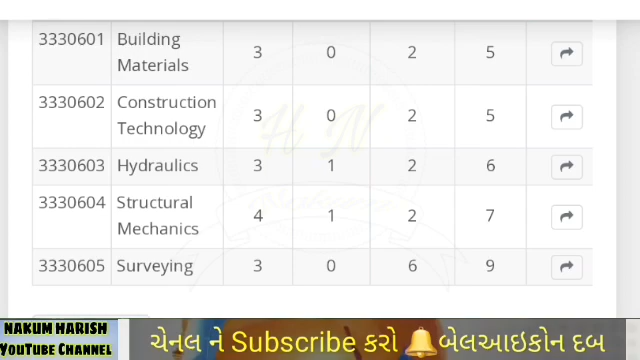 3330601 Building Materials 3 0 2 5
3330602 Construction Technology 3 0 2 5
3330603 Hydraulics 3 1 2 6
3330604 Structural Mechanics 4 1 2 7
3330605 Surveying 3 0 6 9
NAKUM HARISH
YOUTUBE CHANNEL
ચેનલ ને Subscribe કરો 🔔બેલઆઇકોન દબ